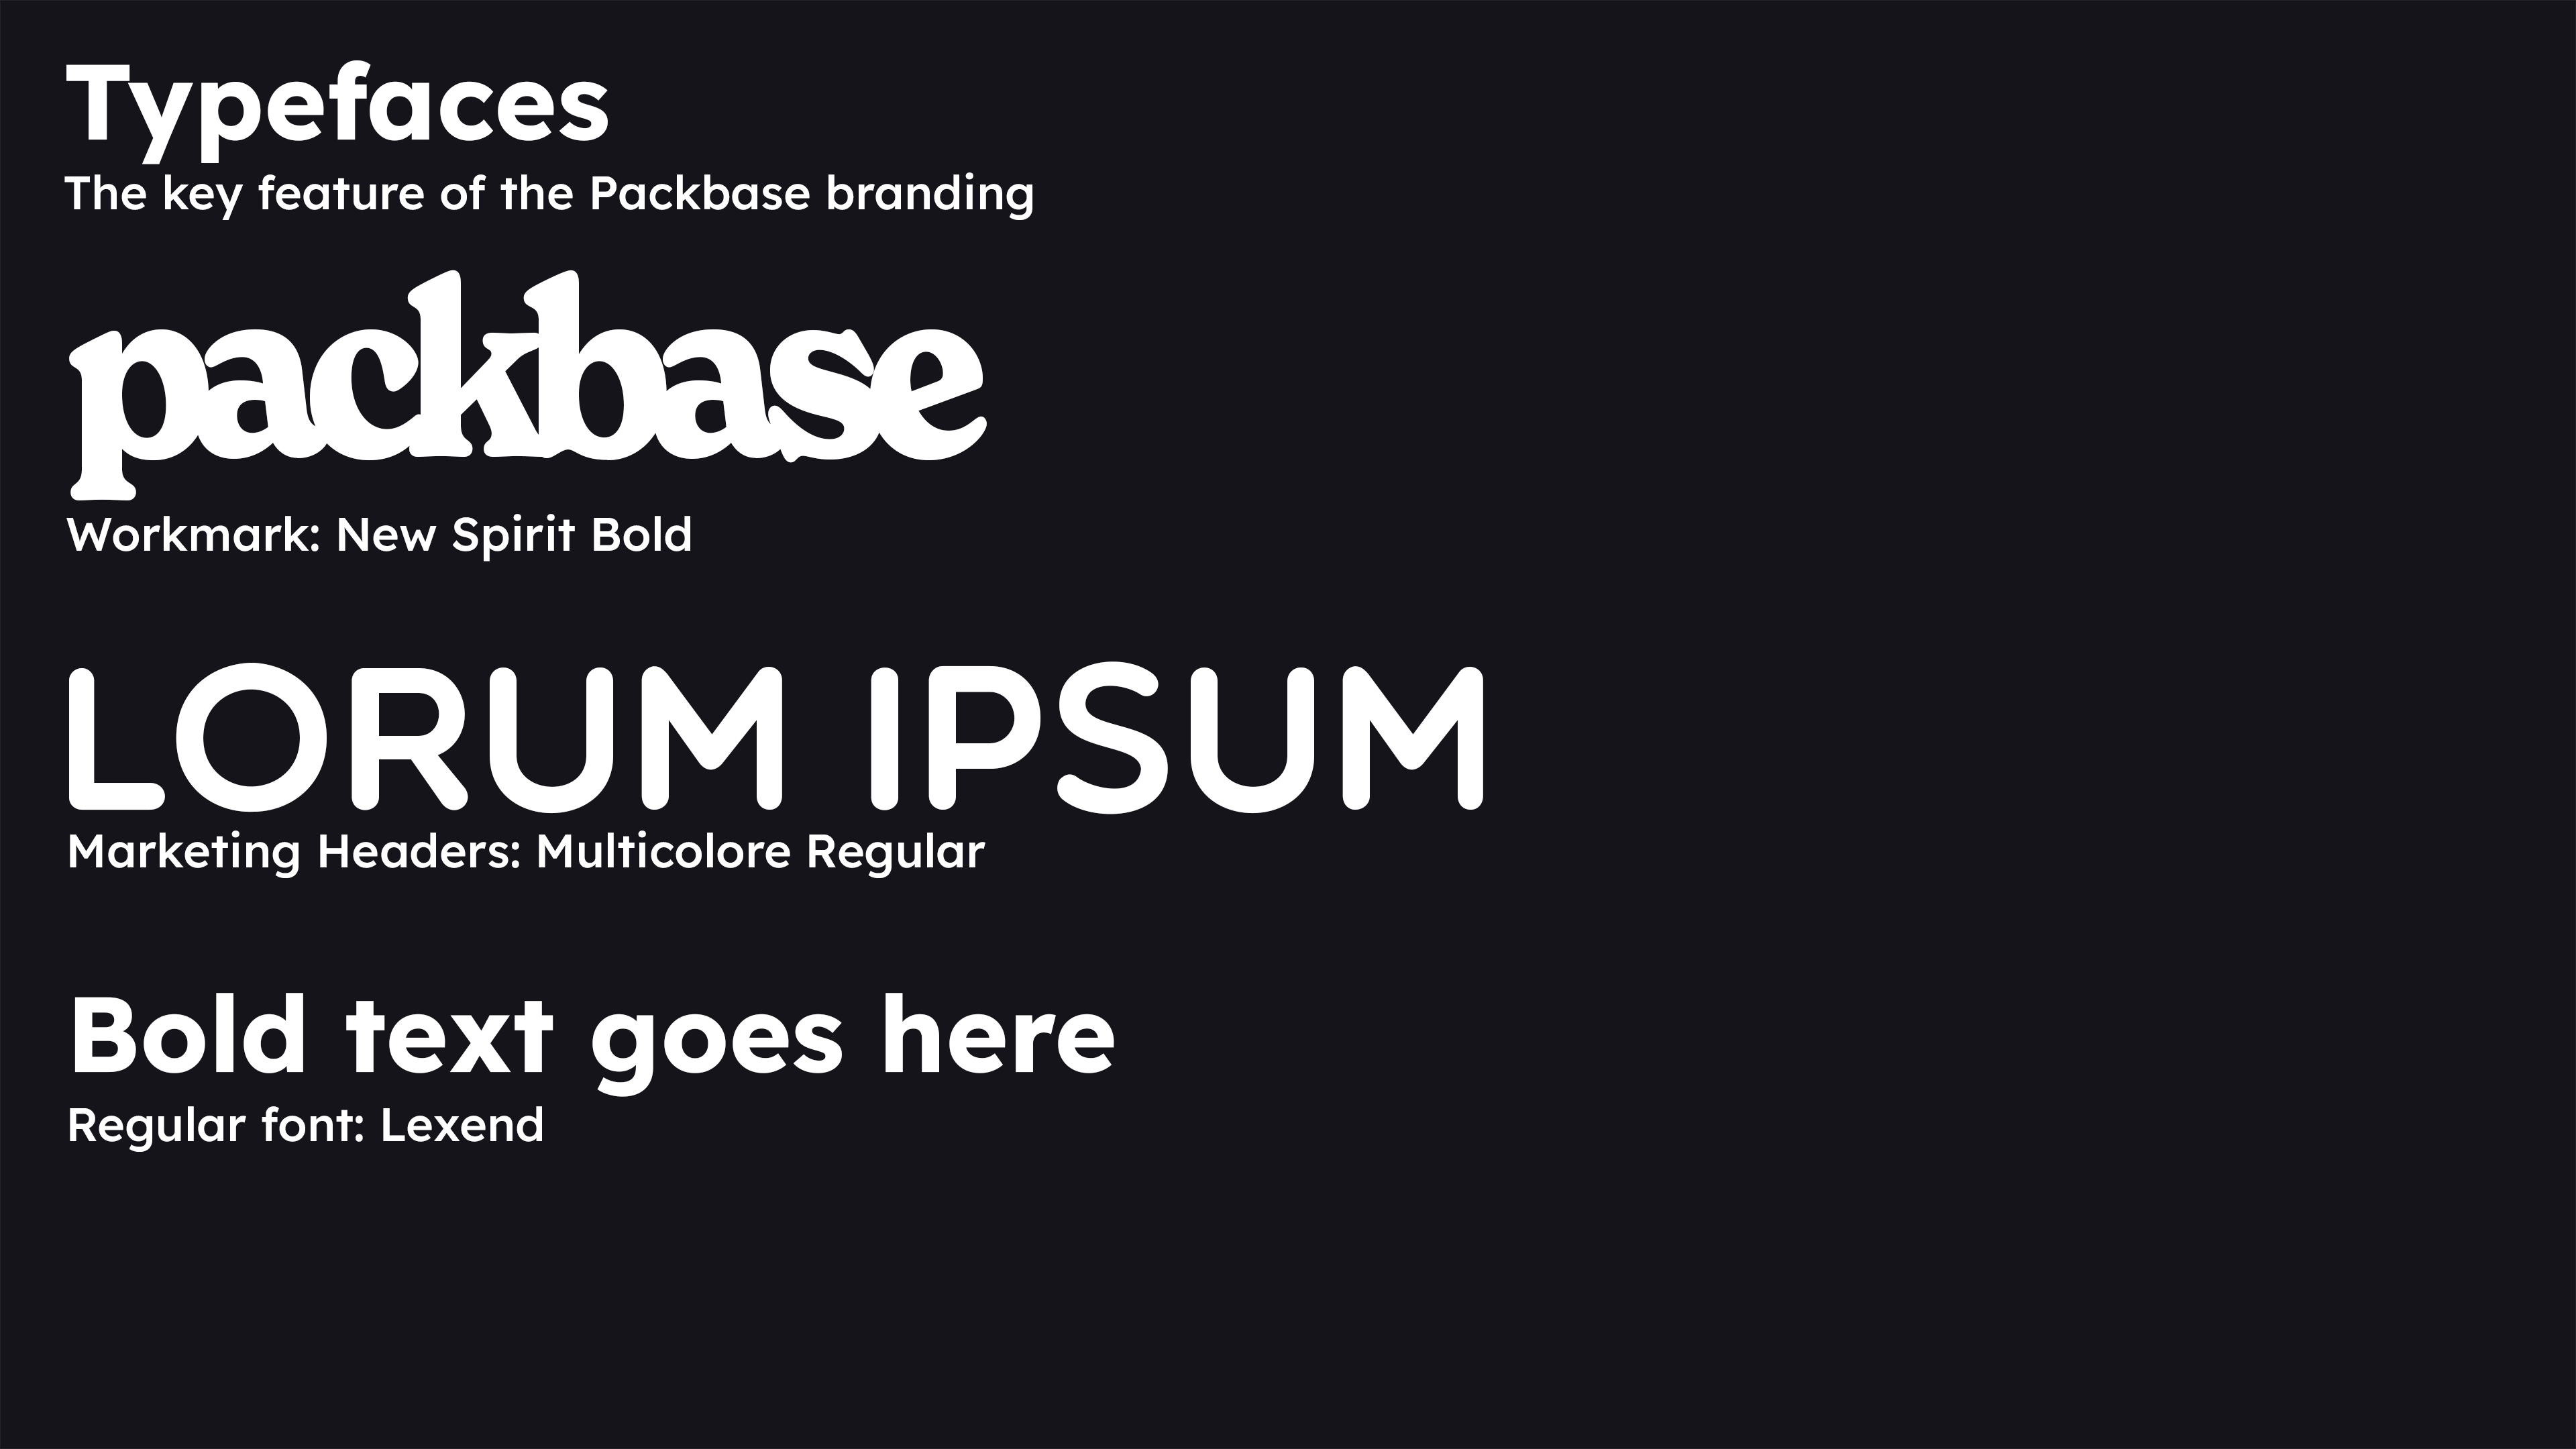 Typefaces
The key feature of the Packbase branding
packbase
Workmark: New Spirit Bold
LORUM IPSUM
Marketing Headers: Multicolore Regular
Bold text goes here
Regular font: Lexend